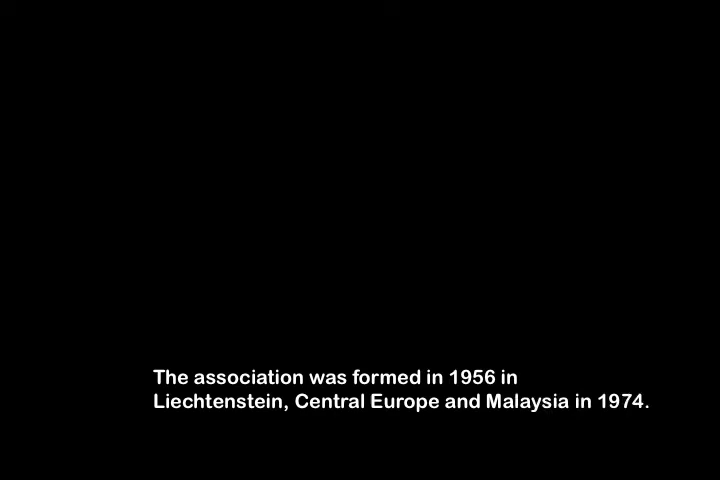 The association was formed in 1956 in
Liechtenstein, Central Europe and Malaysia in 1974.